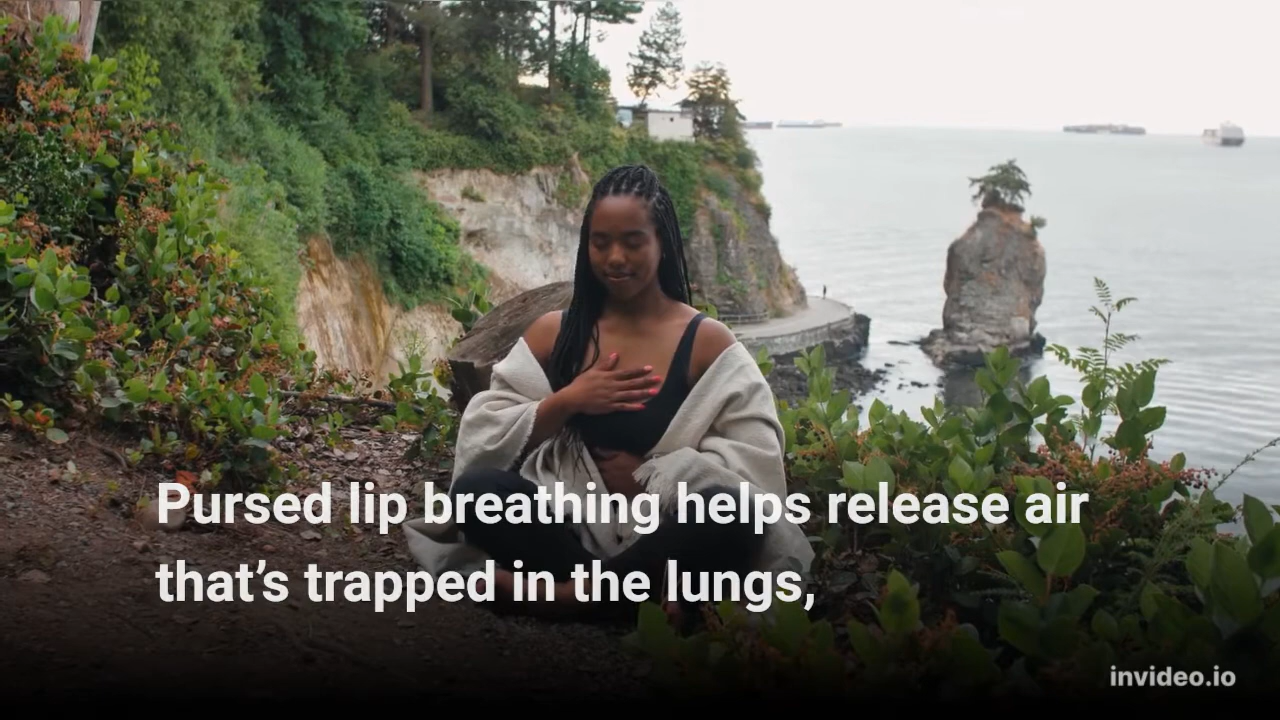 Pursed lip breathing helps release air
that’s trapped in the lungs,
invideo.io